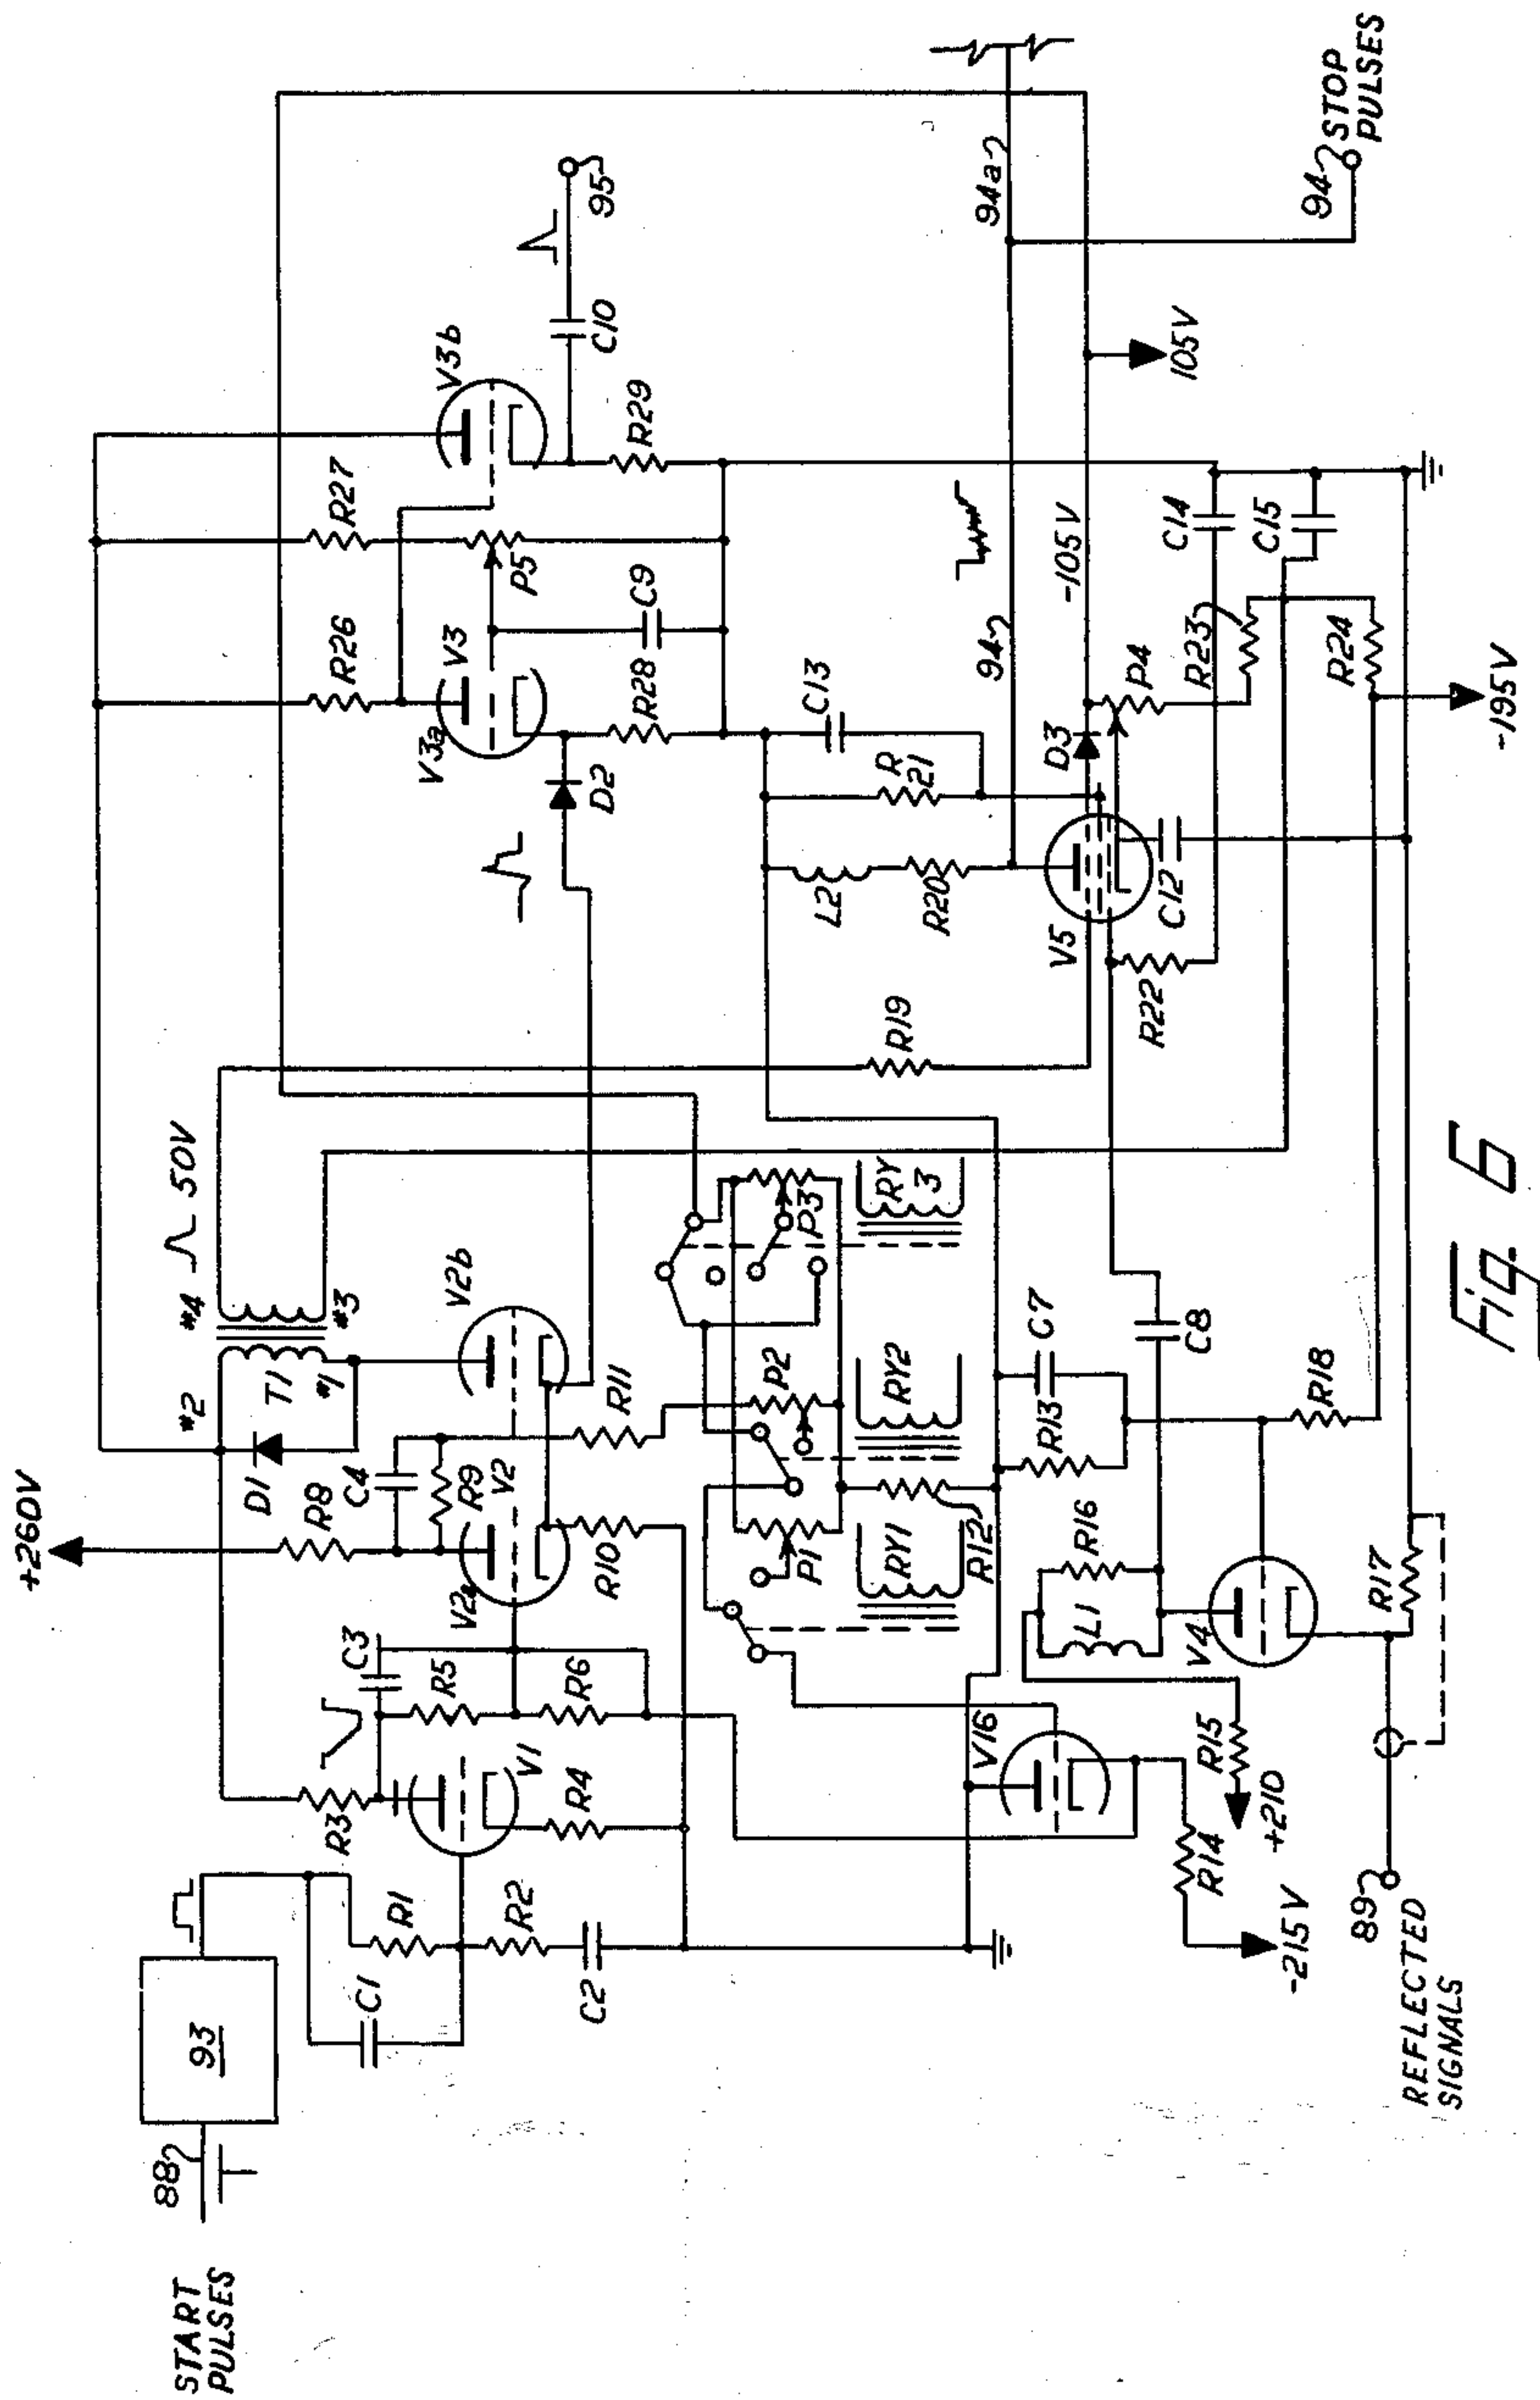 START
PULSES
88
93
C1
R1
R2
C2
R3
V1
R4
C3
R5
R6
+260V
R8
C4
R9
V2
V2a
R10
D1
#2
T1
#1
#4
#3
50V
V2b
R11
P1
P2
P3
RY1
RY2
RY
3
R12
V16
R14
-215V
R15
+210
L1
R16
V4
R17
89
REFLECTED
SIGNALS
R13
C7
C8
R18
R19
R22
V5
L2
R20
R
21
C13
C12
D3
P4
R23
R24
-195V
C14
C15
-105V
105V
94
94a
94
STOP
PULSES
D2
V3a
V3
R26
R27
R28
C9
P5
V3b
R29
C10
95
Fig. 6